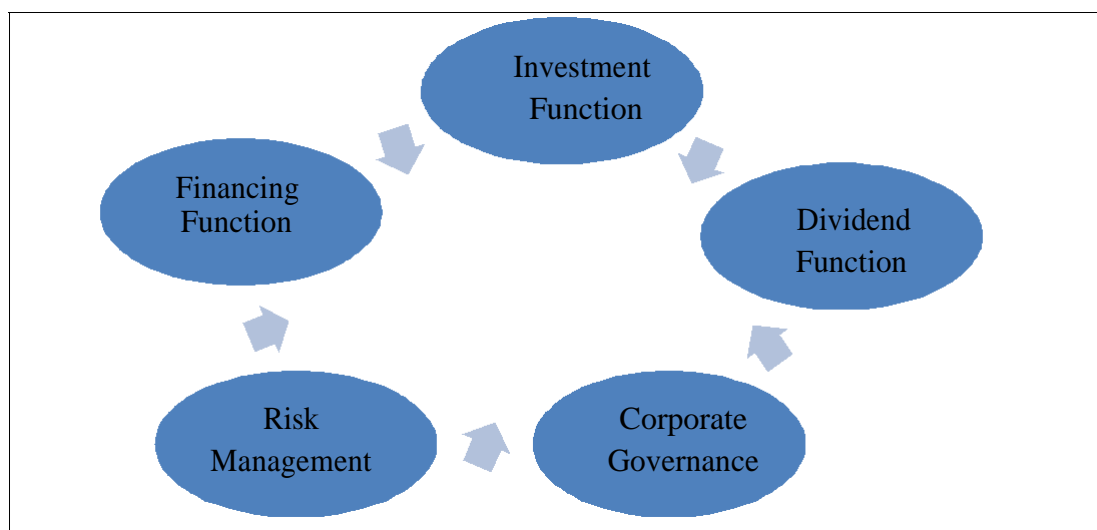 Investment
Function
Financing
Function
Dividend
Function
Risk
Management
Corporate
Governance